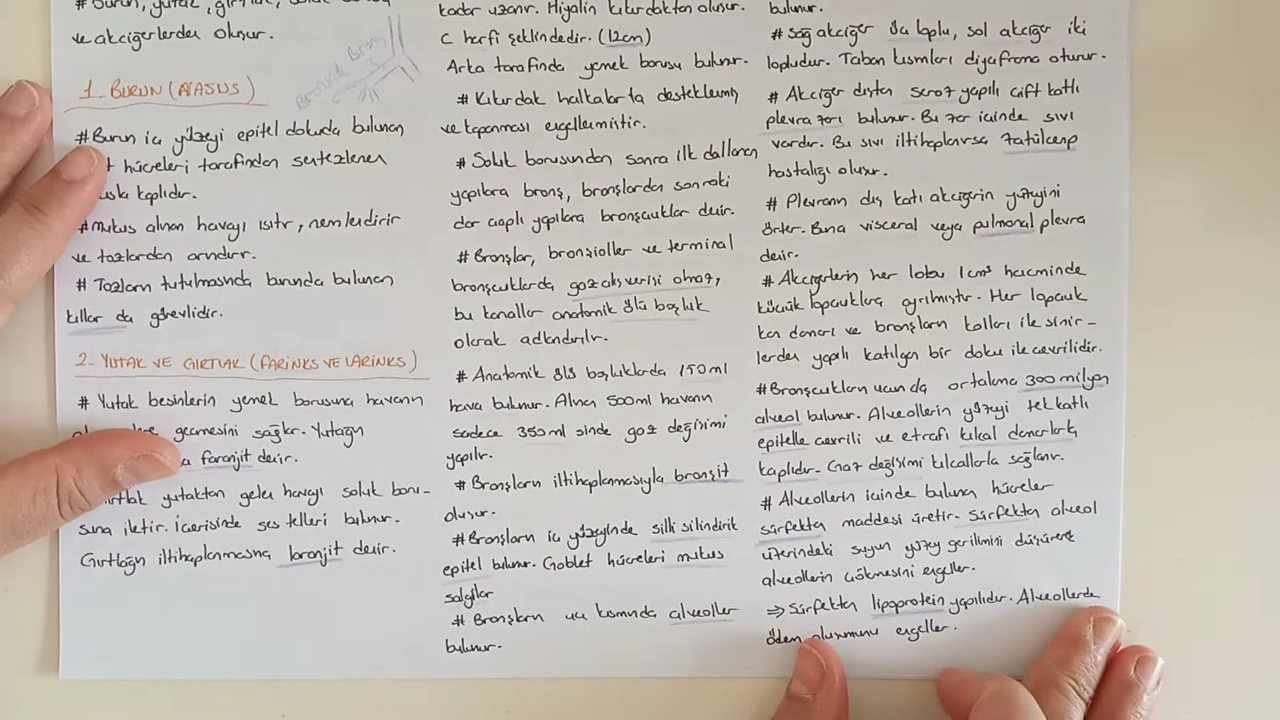 #Burun, yutak, gırtlak,
ve akciğerlerden oluşur.
1- BURUN (NASUS)
#Burun iç yüzeyi epitel dokuda bulunan
hücreleri tarafından sentezlenen
kaplıdır.
#Mukus alınan havayı ısıtır, nemlendirir
ve tozlardan arındırır.
# Tozların tutulmasında burunda bulunan
kıllar da görevlidir.
2- YUTAK VE GIRTLAK (FARİNKS VE LARİNKS)
# Yutak besinlerin yemek borusuna havanın
geçmesini sağlar. Yutağın
farenjit denir.
yutaktan gelen havayı soluk boru-
suna iletir. İçerisinde ses telleri bulunur.
Gırtlağın iltihaplanmasına laranjit denir.
Bronş
kadar uzanır. Hiyalin kıkırdaktan oluşur.
C harfi şeklindedir. (12cm)
Arka tarafında yemek borusu bulunur.
# Kıkırdak halkalarla desteklenmiş
ve kapanması engellenmiştir.
# Soluk borusundan sonra ilk dallanan
yapılara bronş, bronşlardan sonraki
dar çaplı yapılara bronşçuklar denir.
# Bronşlar, bronşioller ve terminal
bronşçuklarda gaz alışverişi olmaz,
bu kanallar anatomik ölü boşluk
olarak adlandırılır.
# Anatomik ölü boşluklarda 150ml
hava bulunur. Alınan 500ml havanın
sadece 350ml sinde gaz değişimi
yapılır.
# Bronşların iltihaplanmasıyla bronşit
oluşur.
#Bronşların iç yüzeyinde silli silindirik
epitel bulunur. Goblet hücreleri mukus
salgılar
# Bronşların uç kısmında alveoller
bulunur.
bulunur.
# Sağ akciğer üç loplu, sol akciğer iki
lopludur. Taban kısımları diyaframa oturur.
# Akciğer dıştan seroz yapılı çift katlı
plevra zarı bulunur. Bu zar içinde sıvı
vardır. Bu sıvı iltihaplanırsa zatülcenp
hastalığı oluşur.
# Plevranın dış katı akciğerin yüzeyini
örter. Buna visceral veya pulmonal plevra
denir.
# Akciğerlerin her lobu 1cm³ hacminde
küçük lopçuklara ayrılmıştır. Her lopçuk
kan damarı ve bronşların kolları ile sinir-
lerden yapılı katılgan bir doku ile çevrilidir.
#Bronşçukların ucunda ortalama 300 milyon
alveol bulunur. Alveollerin yüzeyi tek katlı
epitelle çevrili ve etrafı kılcal damarlarla
kaplıdır. Gaz değişimi kılcallarla sağlanır.
# Alveollerin içinde bulunan hücreler
sürfektan maddesi üretir. Sürfektan alveol
üzerindeki suyun yüzey gerilimini düşürerek
alveollerin çökmesini engeller.
⇒ Sürfektan lipoprotein yapılıdır. Alveollerde
ödem oluşumunu engeller.